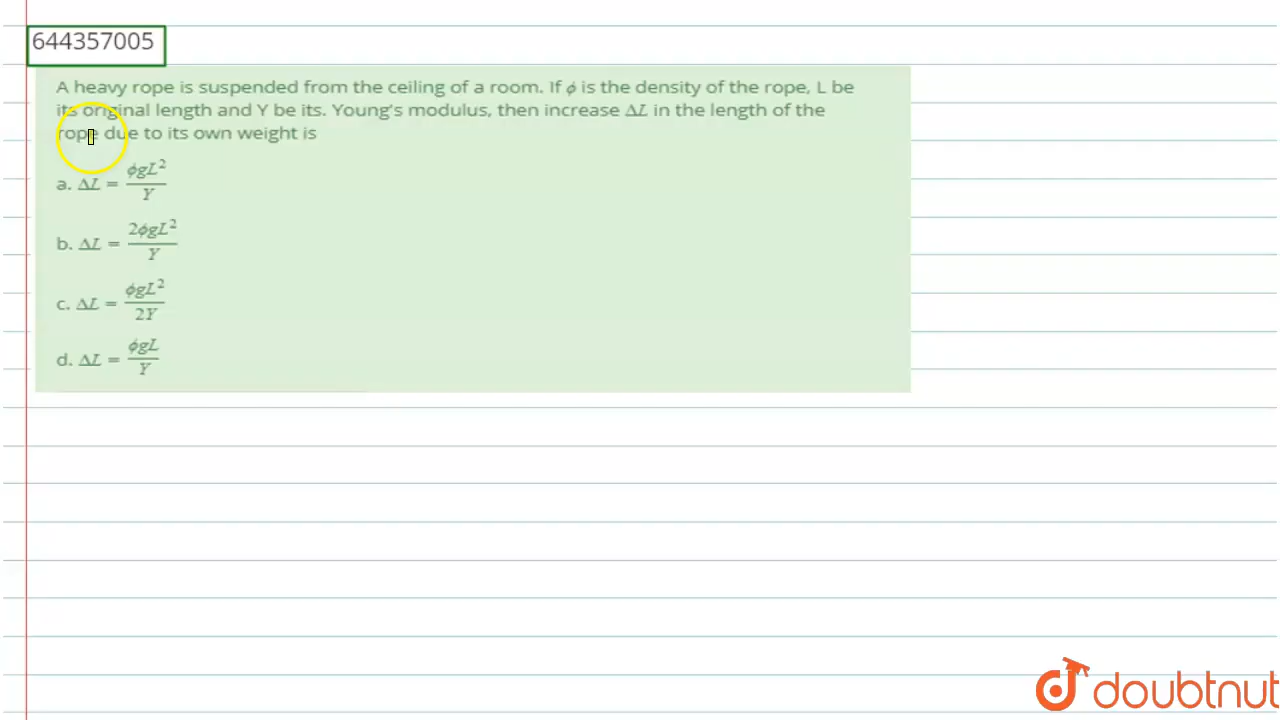 644357005
A heavy rope is suspended from the ceiling of a room. If ϕ is the density of the rope, L be
its original length and Y be its. Young's modulus, then increase ΔL in the length of the
rope due to its own weight is
a. ΔL = ϕgL²/Y
b. ΔL = 2ϕgL²/Y
c. ΔL = ϕgL²/2Y
d. ΔL = ϕgL/Y
doubtnut